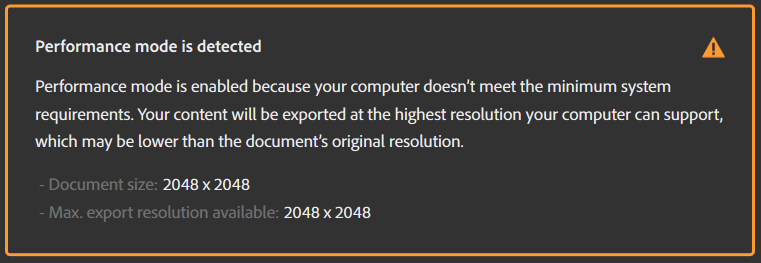 Performance mode is detected
Performance mode is enabled because your computer doesn’t meet the minimum system
requirements. Your content will be exported at the highest resolution your computer can support,
which may be lower than the document’s original resolution.
- Document size: 2048 x 2048
- Max. export resolution available: 2048 x 2048